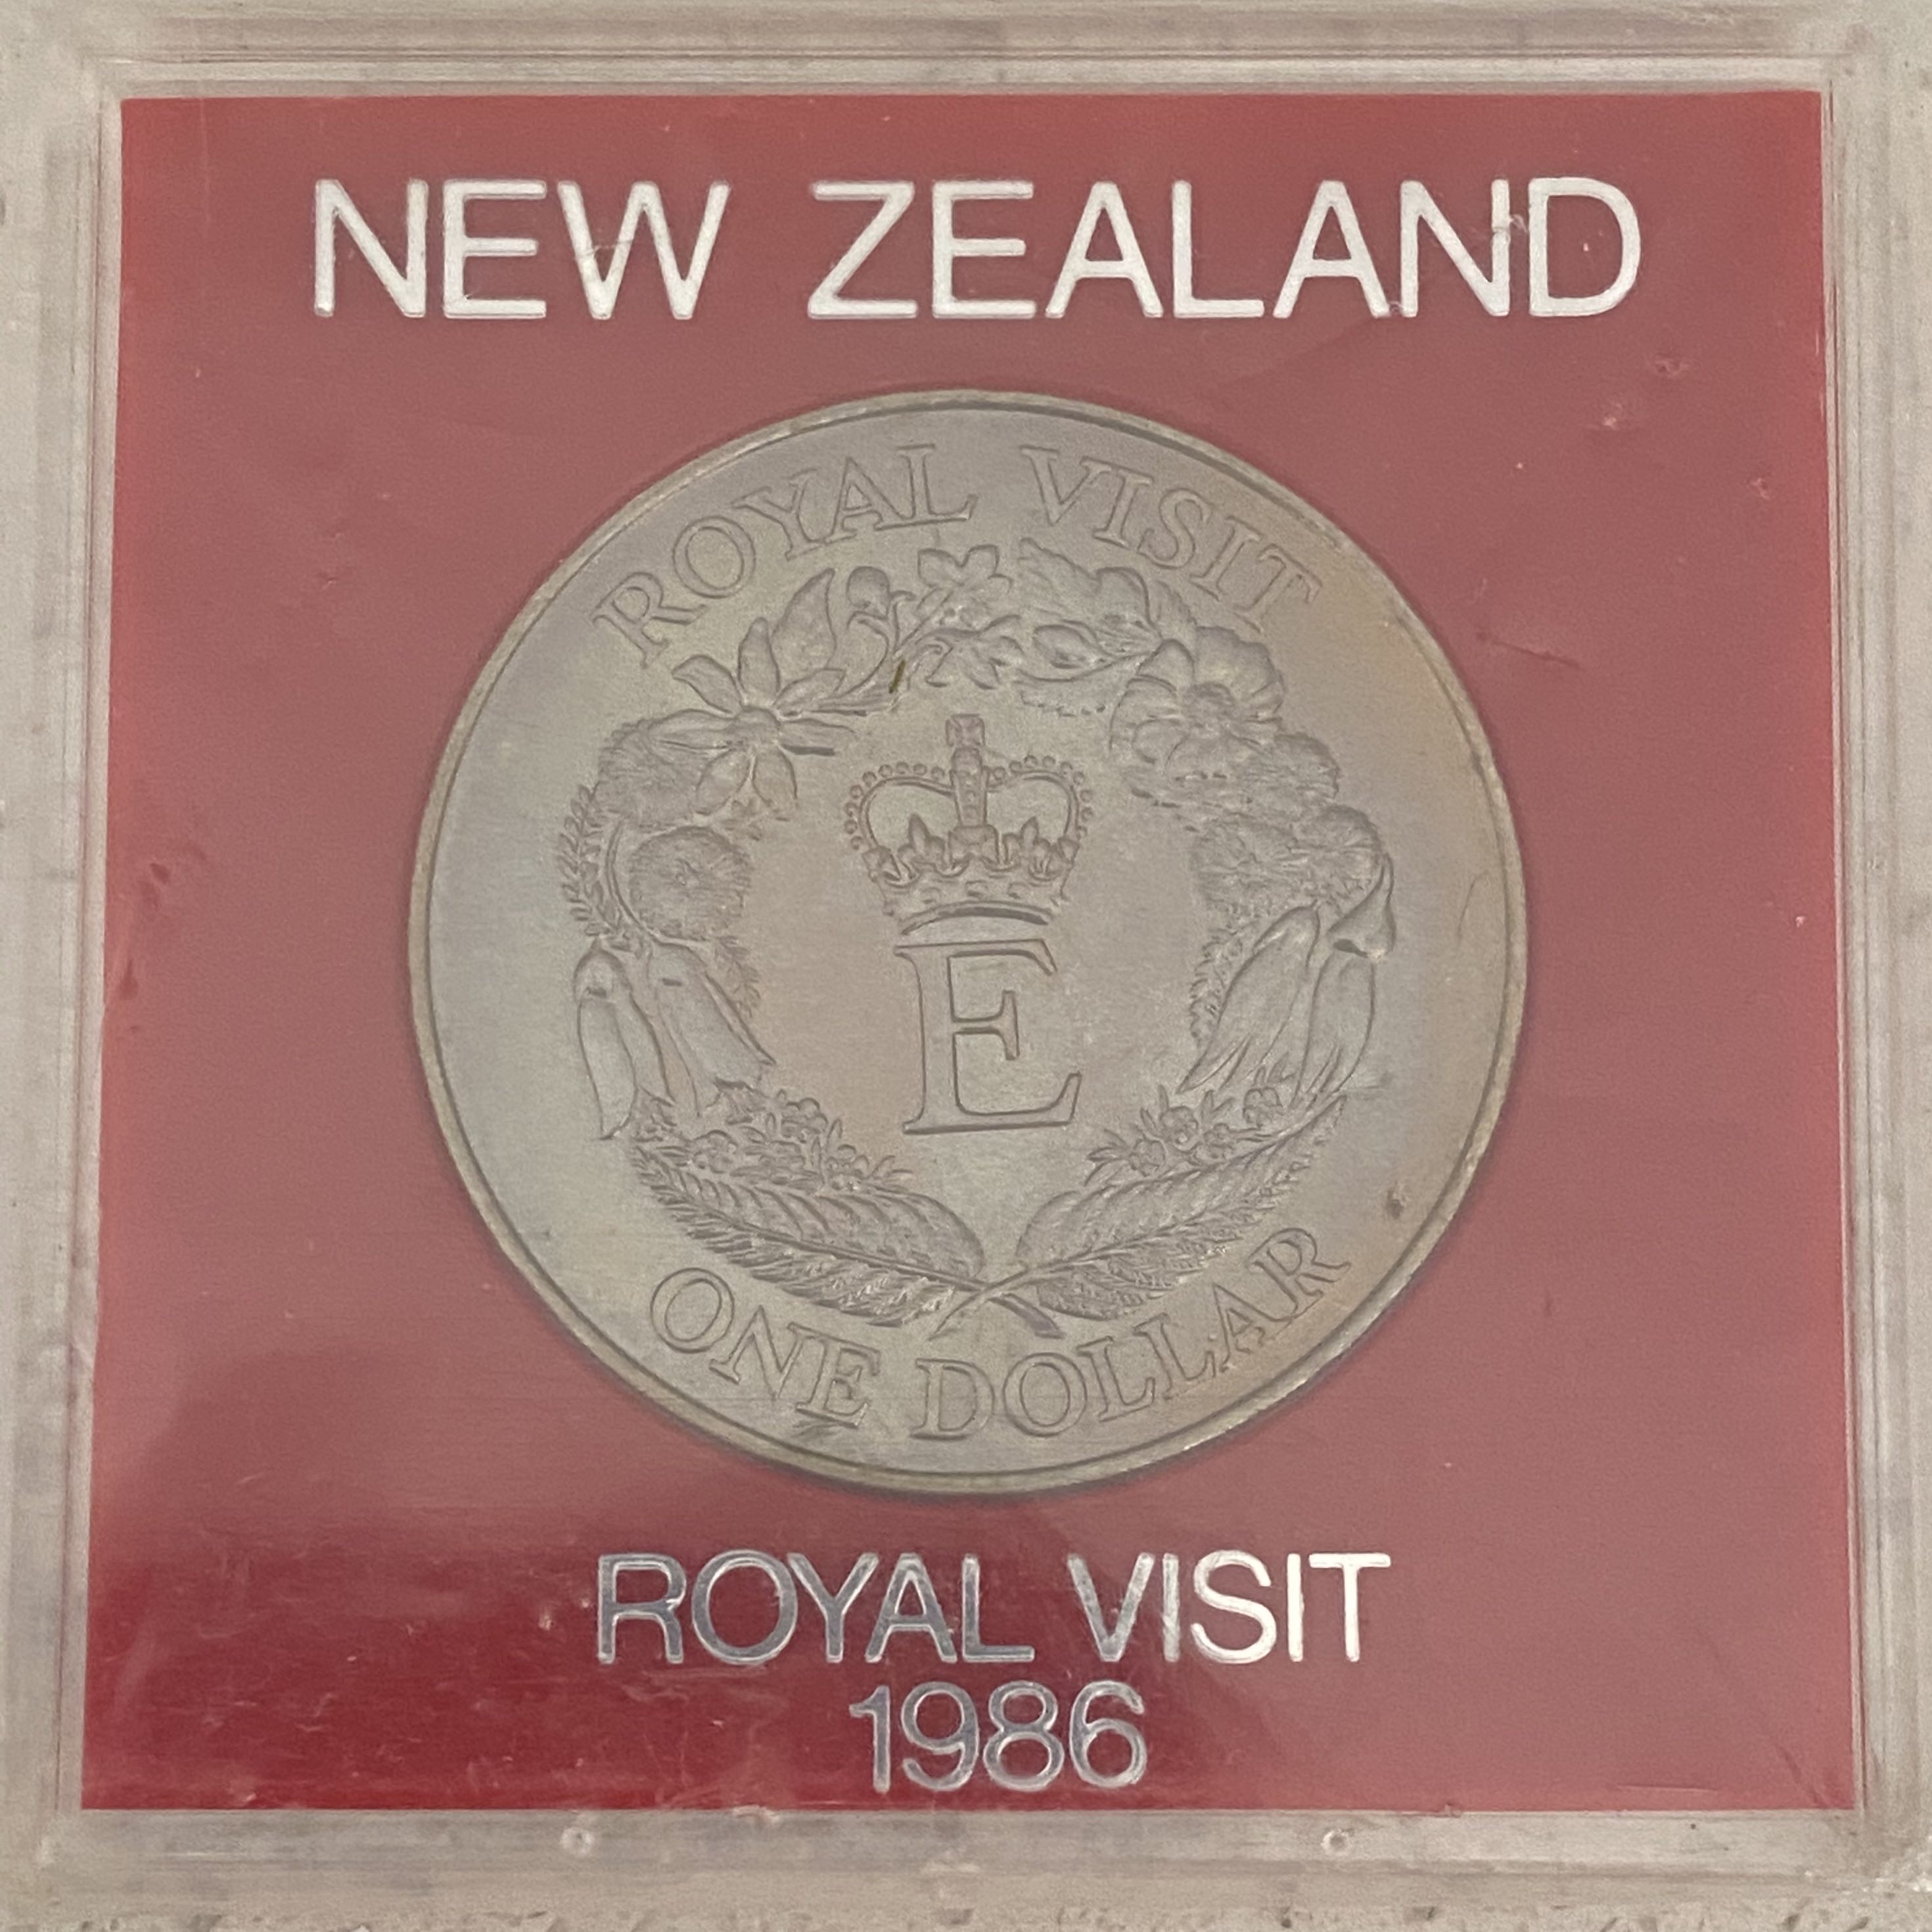 NEW ZEALAND
ROYAL VISIT
E
ONE DOLLAR
ROYAL VISIT
1986